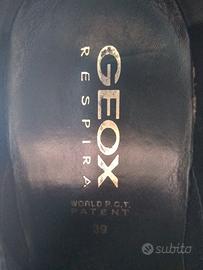 GEOX
RESPIRA
WORLD P.C.T.
PATENT
39
subito